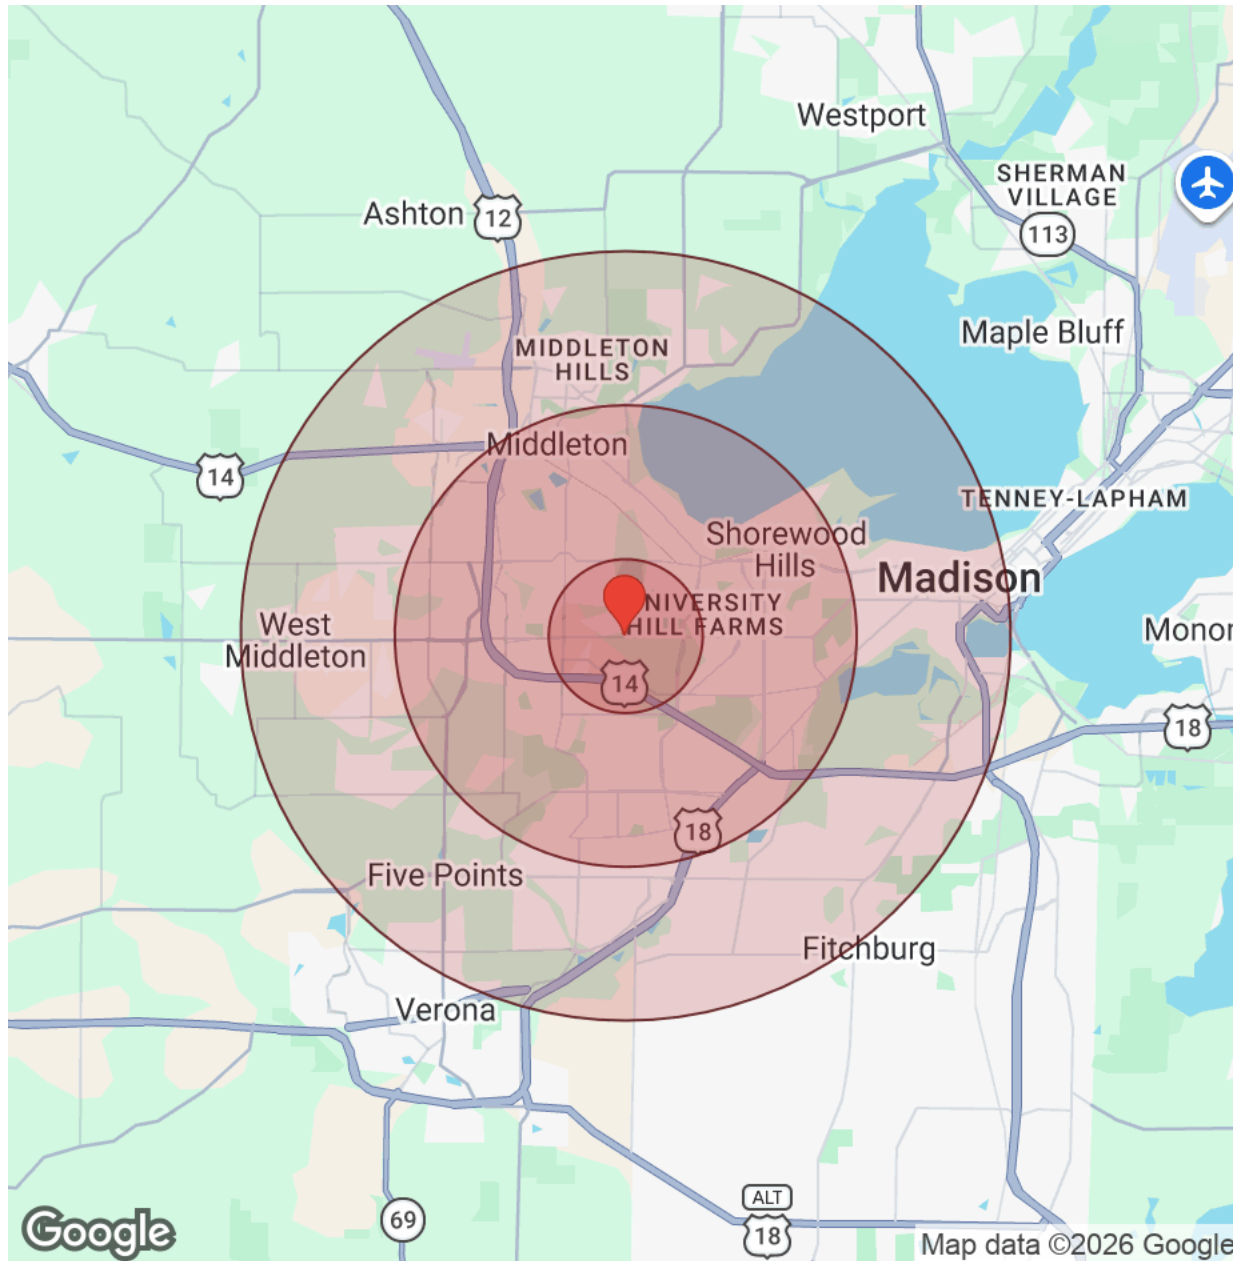 Westport
SHERMAN
VILLAGE
Ashton
12
113
Maple Bluff
MIDDLETON
HILLS
Middleton
14
TENNEY-LAPHAM
Shorewood
Hills
Madison
NIVERSITY
HILL FARMS
West
Middleton
Monor
14
18
18
Five Points
Fitchburg
Verona
ALT
18
69
Google
Map data ©2026 Google